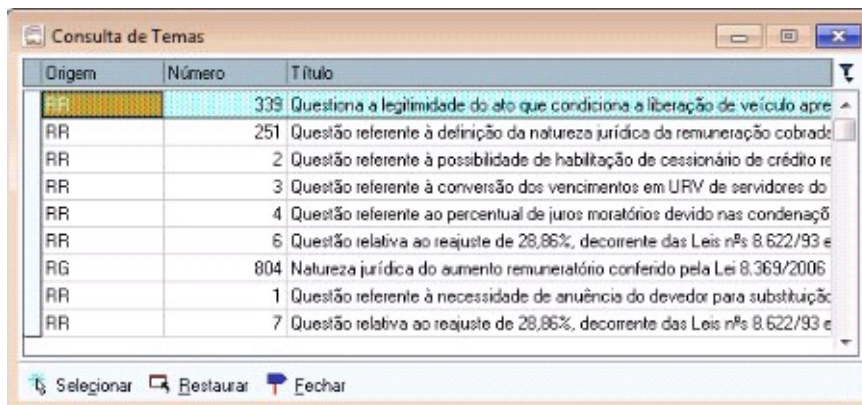 Consulta de Temas
Origem Número Título
RR 339 Questiona a legitimidade do ato que condiciona a liberação de veículo apre
RR 251 Questão referente à definição da natureza jurídica da remuneração cobrada
RR 2 Questão referente à possibilidade de habilitação de cessionário de crédito re
RR 3 Questão referente à conversão dos vencimentos em URV de servidores do
RR 4 Questão referente ao percentual de juros moratórios devido nas condenaçõ
RR 6 Questão relativa ao reajuste de 28,86%, decorrente das Leis nºs 8.622/93 e
RG 804 Natureza jurídica do aumento remuneratório conferido pela Lei 8.369/2006
RR 1 Questão referente à necessidade de anuência do devedor para substituiçã
RR 7 Questão relativa ao reajuste de 28,86%, decorrente das Leis nºs 8.622/93 e
Selecionar Restaurar Fechar